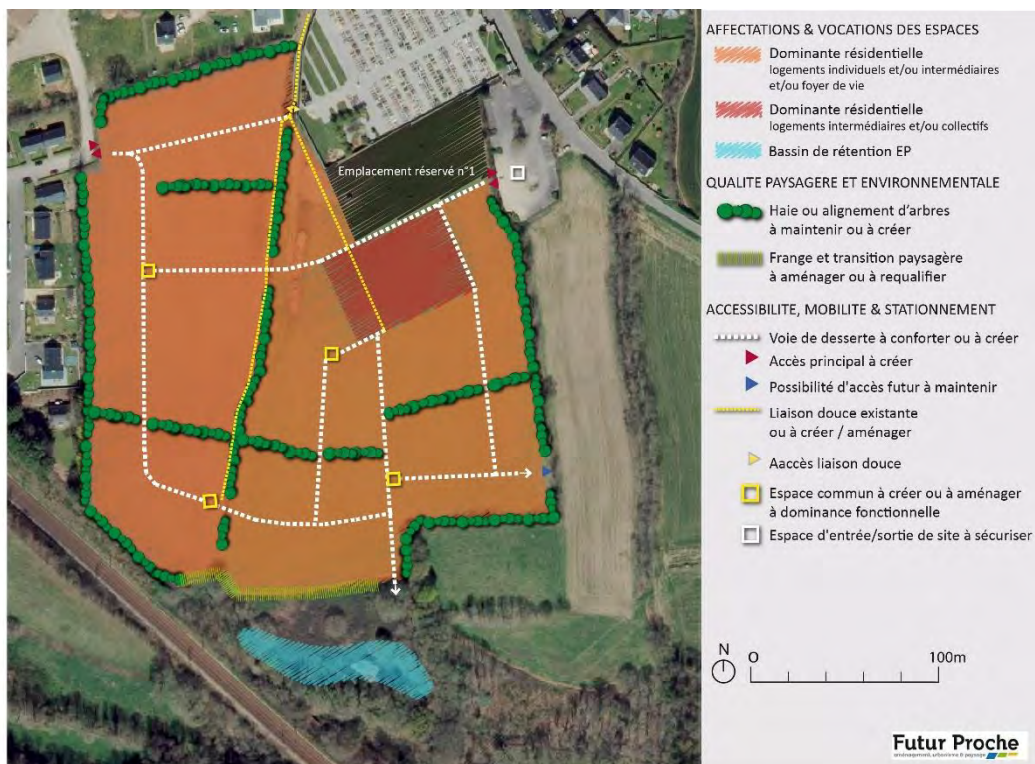 AFFECTATIONS & VOCATIONS DES ESPACES
Dominante résidentielle
logements individuels et/ou intermédiaires
et/ou foyer de vie
Dominante résidentielle
logements intermédiaires et/ou collectifs
Bassin de rétention EP
QUALITE PAYSAGERE ET ENVIRONNEMENTALE
Haie ou alignement d'arbres
à maintenir ou à créer
Frange et transition paysagère
à aménager ou à requalifier
ACCESSIBILITE, MOBILITE & STATIONNEMENT
Voie de desserte à conforter ou à créer
Accès principal à créer
Possibilité d'accès futur à maintenir
Liaison douce existante
ou à créer / aménager
Aaccès liaison douce
Espace commun à créer ou à aménager
à dominance fonctionnelle
Espace d'entrée/sortie de site à sécuriser
N
O 100m
Futur Proche
aménagement, urbanisme & paysage
Emplacement réservé n°1